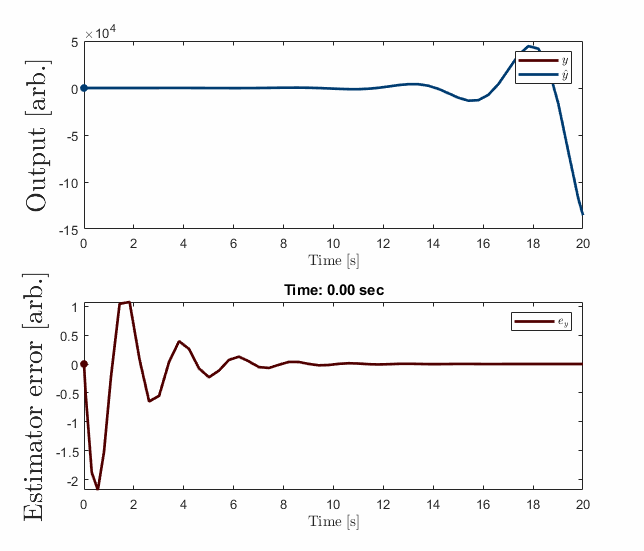 ×10⁴
5
0
-5
-10
-15
Output [arb.]
y
ŷ
0 2 4 6 8 10 12 14 16 18 20
Time [s]
Time: 0.00 sec
1
0.5
0
-0.5
-1
-1.5
-2
Estimator error [arb.]
e_y
0 2 4 6 8 10 12 14 16 18 20
Time [s]